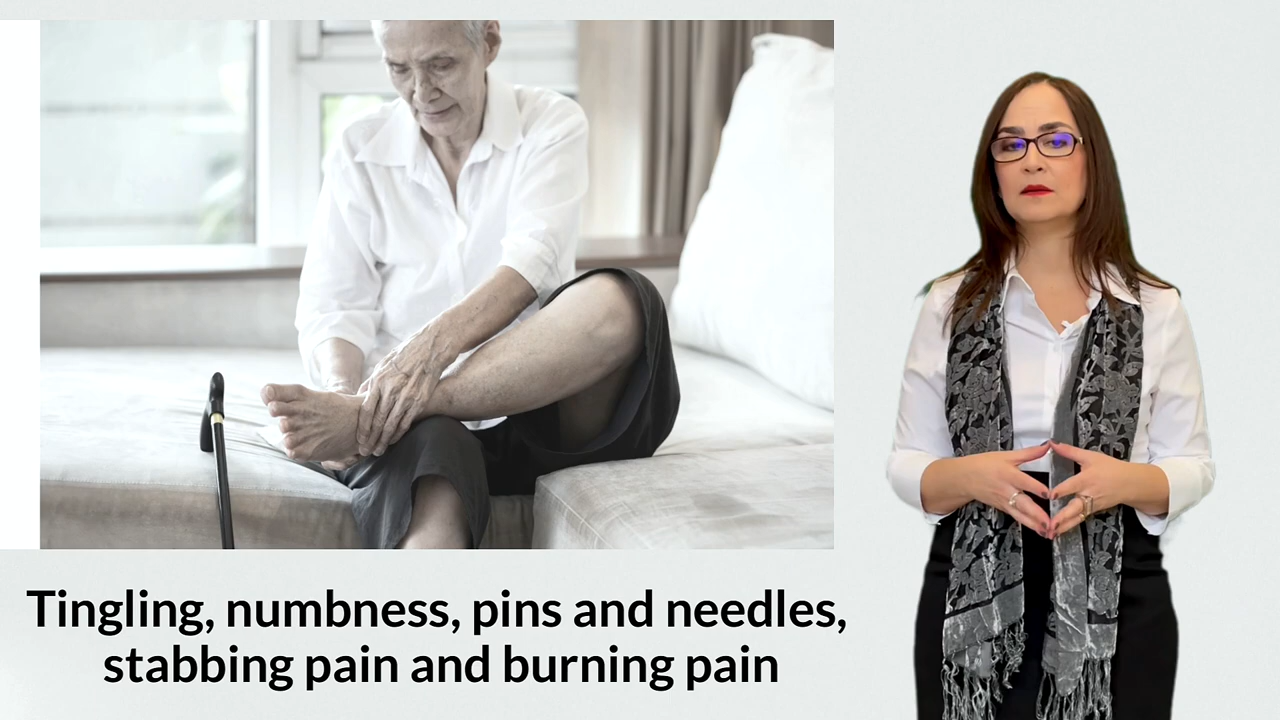 Tingling, numbness, pins and needles,
stabbing pain and burning pain